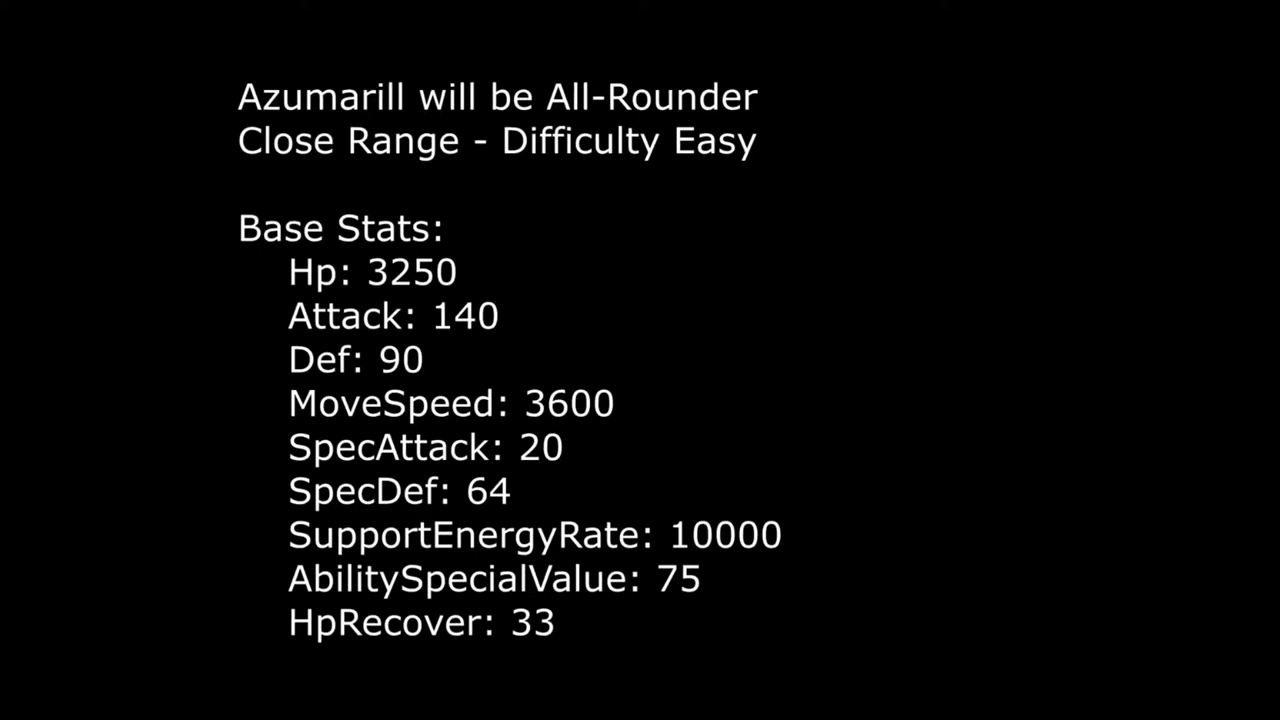 Azumarill will be All-Rounder
Close Range - Difficulty Easy
Base Stats:
Hp: 3250
Attack: 140
Def: 90
MoveSpeed: 3600
SpecAttack: 20
SpecDef: 64
SupportEnergyRate: 10000
AbilitySpecialValue: 75
HpRecover: 33